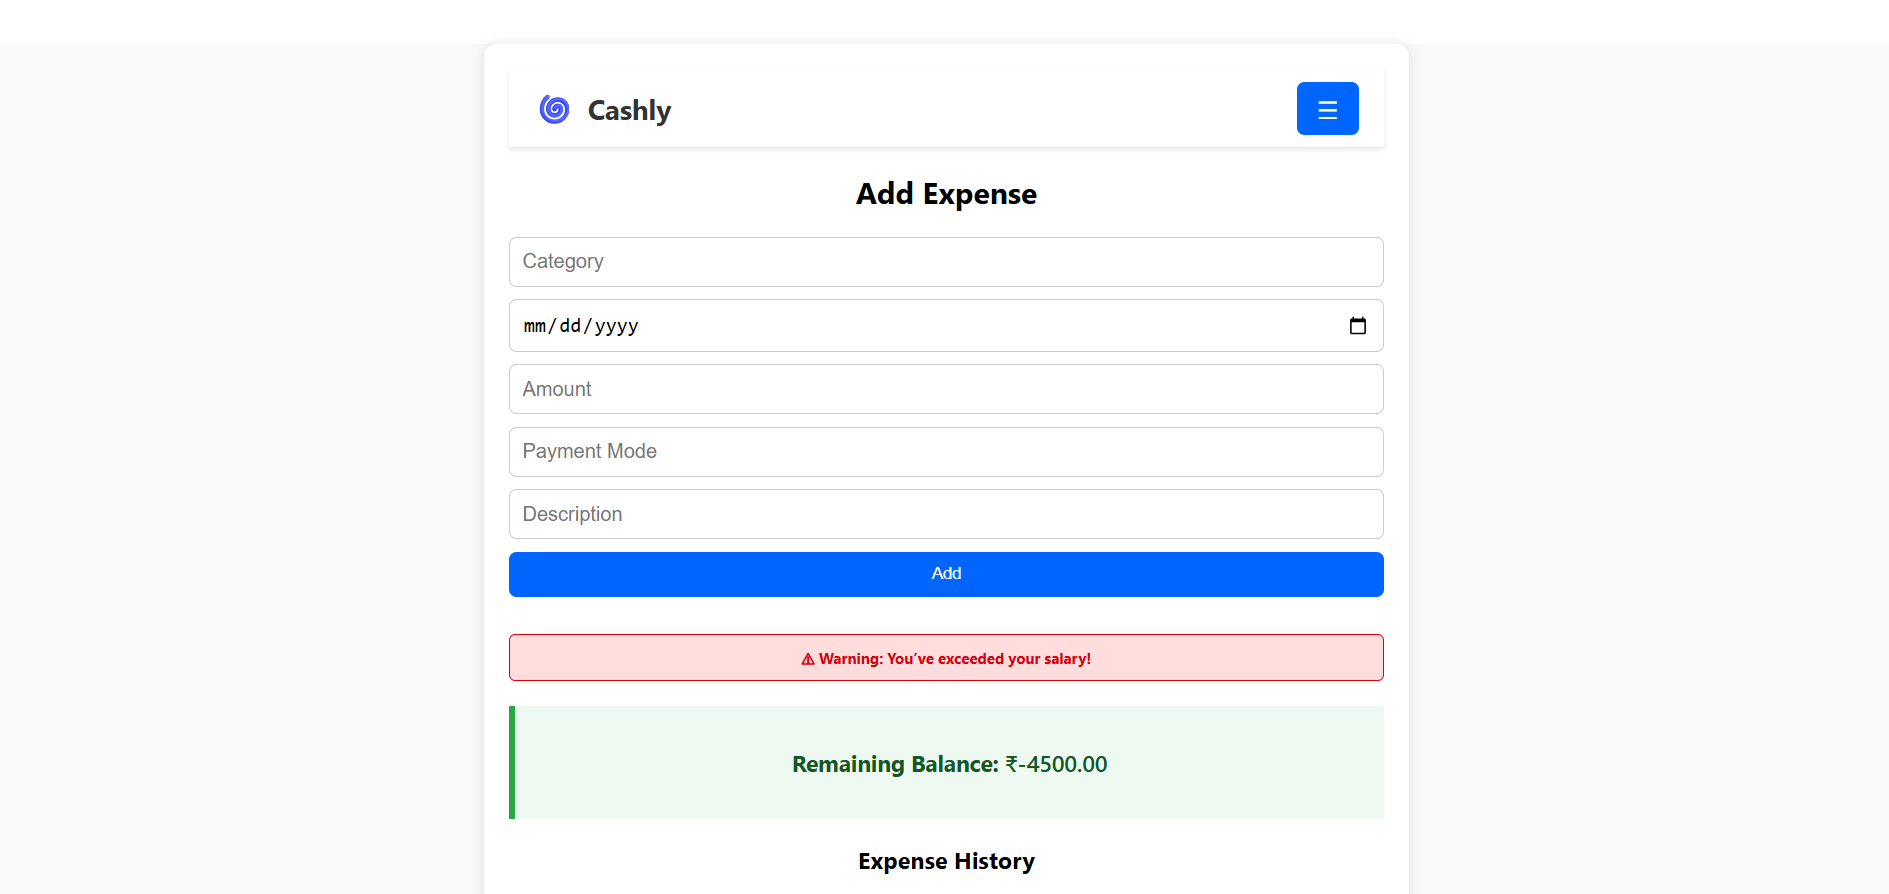 Cashly
☰
Add Expense
Category
mm/dd/yyyy
Amount
Payment Mode
Description
Add
⚠ Warning: You’ve exceeded your salary!
Remaining Balance: ₹-4500.00
Expense History